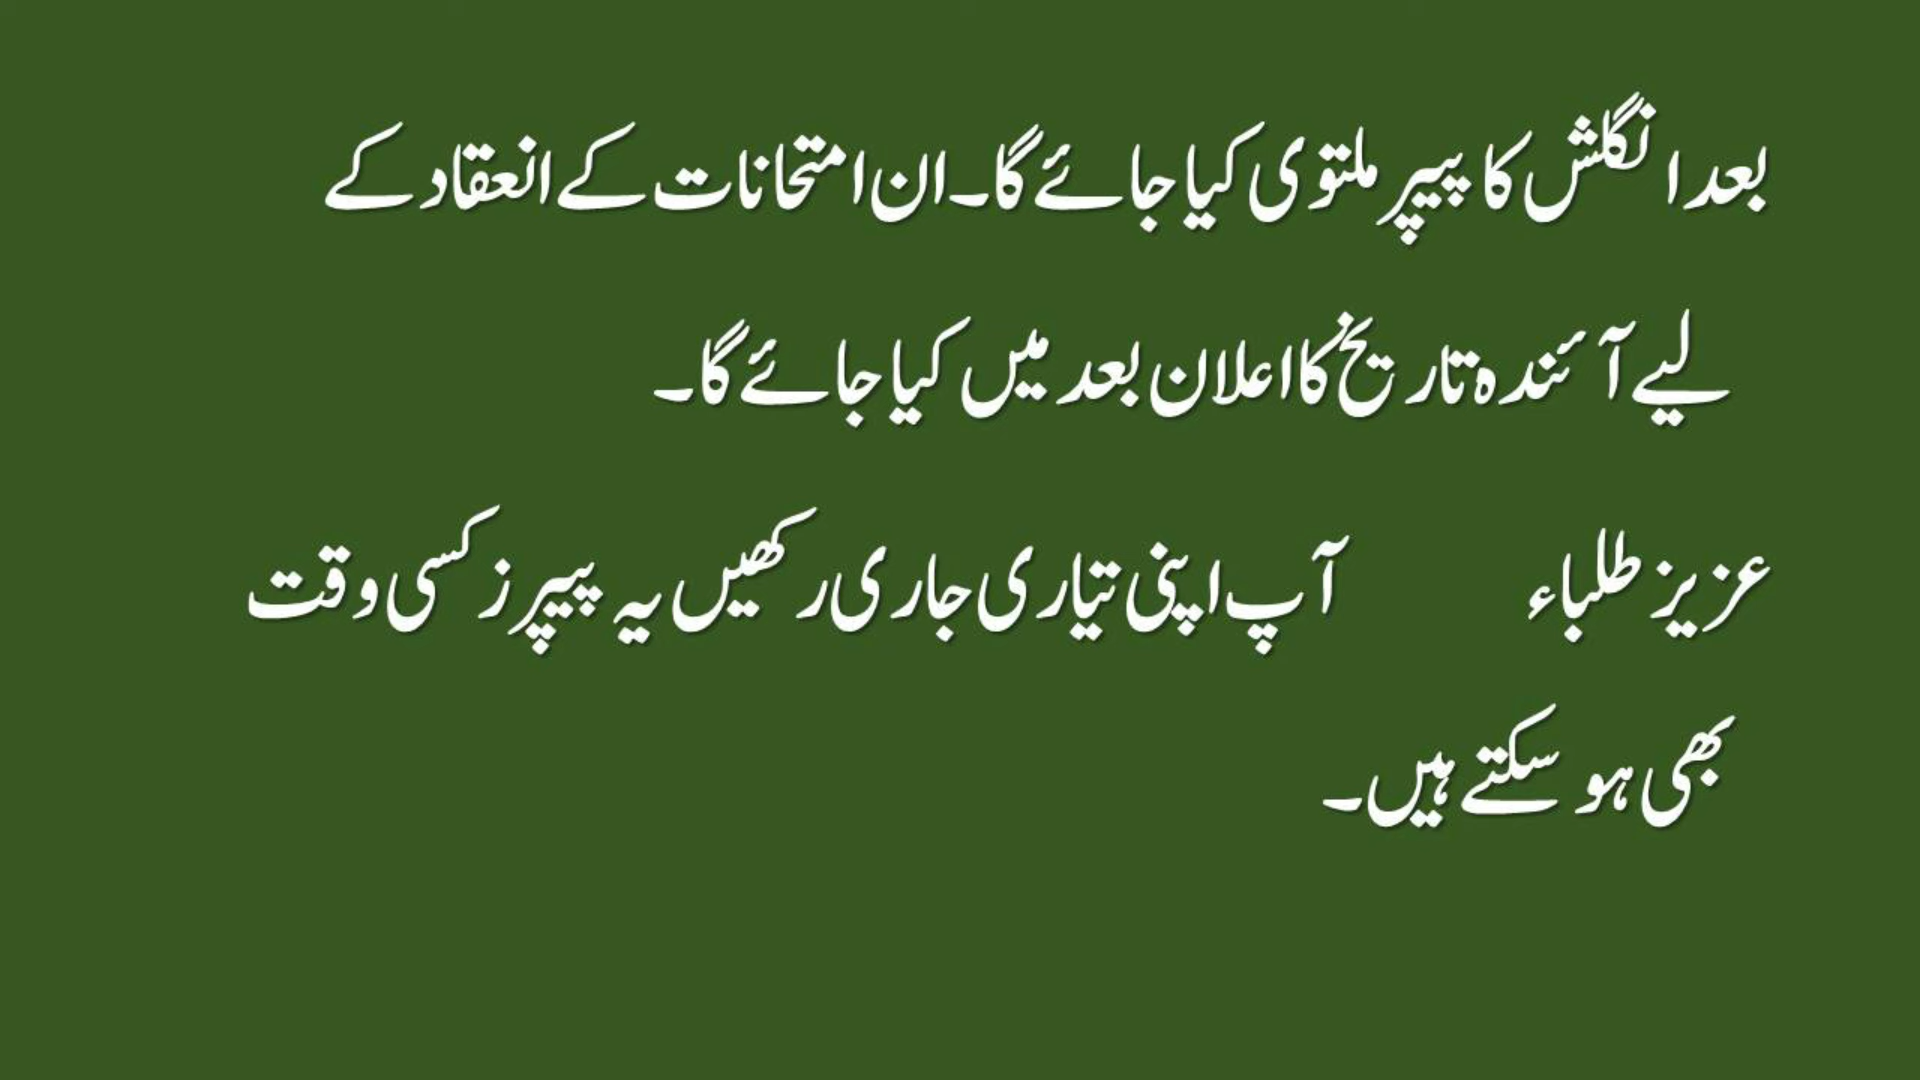 بعد انگلش کا پیپر ملتوی کیا جائے گا۔ ان امتحانات کے انعقاد کے
لیے آئندہ تاریخ کا اعلان بعد میں کیا جائے گا۔
عزیز طلباء آپ اپنی تیاری جاری رکھیں یہ پیپرز کسی وقت
بھی ہو سکتے ہیں۔